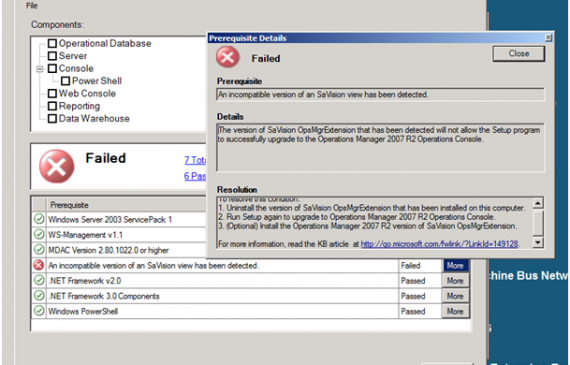 File
Components:
Operational Database
Server
Console
Power Shell
Web Console
Reporting
Data Warehouse
Failed
6 Pas
Prerequisite
Windows Server 2003 ServicePack 1
WS-Management v1.1
MDAC Version 2.80.1022.0 or higher
An incompatible version of an SaVision view has been detected. Failed More
.NET Framework v2.0 Passed More
.NET Framework 3.0 Components Passed More
Windows PowerShell Passed More
Prerequisite Details
Failed
Close
Prerequisite
An incompatible version of an SaVision view has been detected.
Details
The version of SaVision OpsMgrExtension that has been detected will not allow the Setup program
to successfully upgrade to the Operations Manager 2007 R2 Operations Console.
Resolution
To resolve this condition:
1. Uninstall the version of SaVision OpsMgrExtension that has been installed on this computer.
2. Run Setup again to upgrade to Operations Manager 2007 R2 Operations Console.
3. (Optional) Install the Operations Manager 2007 R2 version of SaVision OpsMgrExtension.
For more information, read the KB article at http://go.microsoft.com/fwlink/?LinkId=149128.
hine Bus Netw